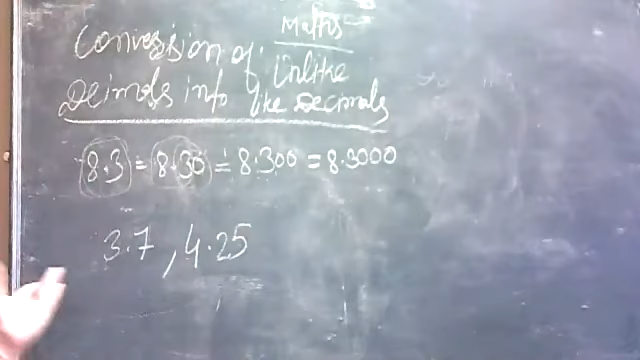 Maths
Conversion of Unlike
Deimals into like Decimals
8.3 = 8.30 = 8.300 = 8.3000
3.7, 4.25